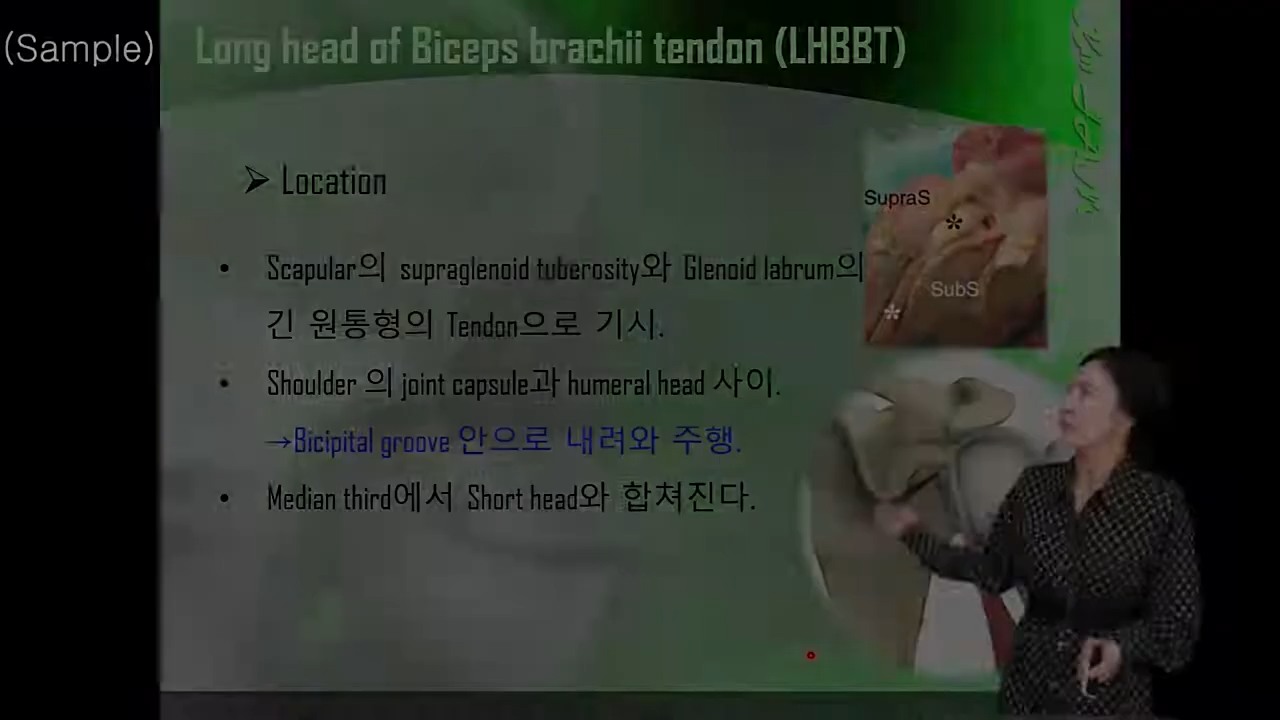 (Sample)
Long head of Biceps brachii tendon (LHBBT)
➢ Location
• Scapular의 supraglenoid tuberosity와 Glenoid labrum의
긴 원통형의 Tendon으로 기시.
• Shoulder 의 joint capsule과 humeral head 사이.
→Bicipital groove 안으로 내려와 주행.
• Median third에서 Short head와 합쳐진다.
SupraS
*
SubS
*